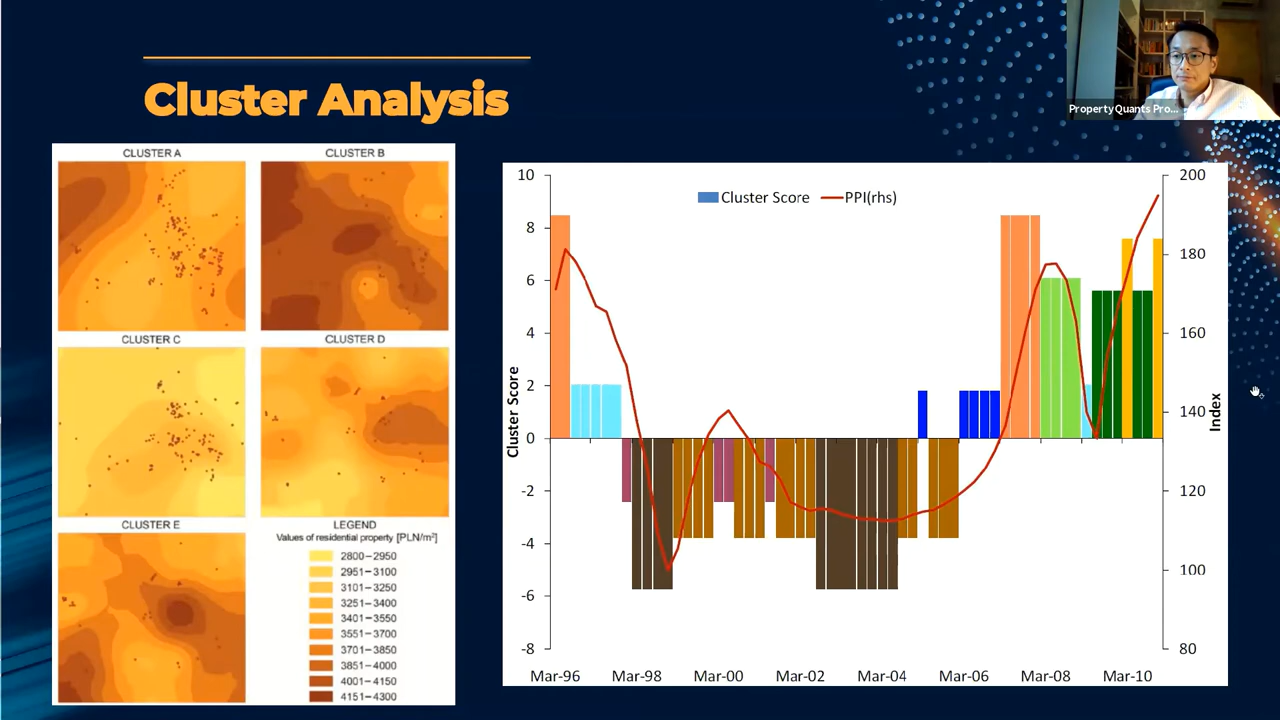 PropertyQuants Pro...
Cluster Analysis
CLUSTER A
CLUSTER B
CLUSTER C
CLUSTER D
CLUSTER E
LEGEND
Values of residential property [PLN/m²]
2800–2950
2951–3100
3101–3250
3251–3400
3401–3550
3551–3700
3701–3850
3851–4000
4001–4150
4151–4300
Cluster Score
PPI(rhs)
Cluster Score
10
8
6
4
2
0
-2
-4
-6
-8
200
180
160
140
120
100
80
Index
Mar-96
Mar-98
Mar-00
Mar-02
Mar-04
Mar-06
Mar-08
Mar-10